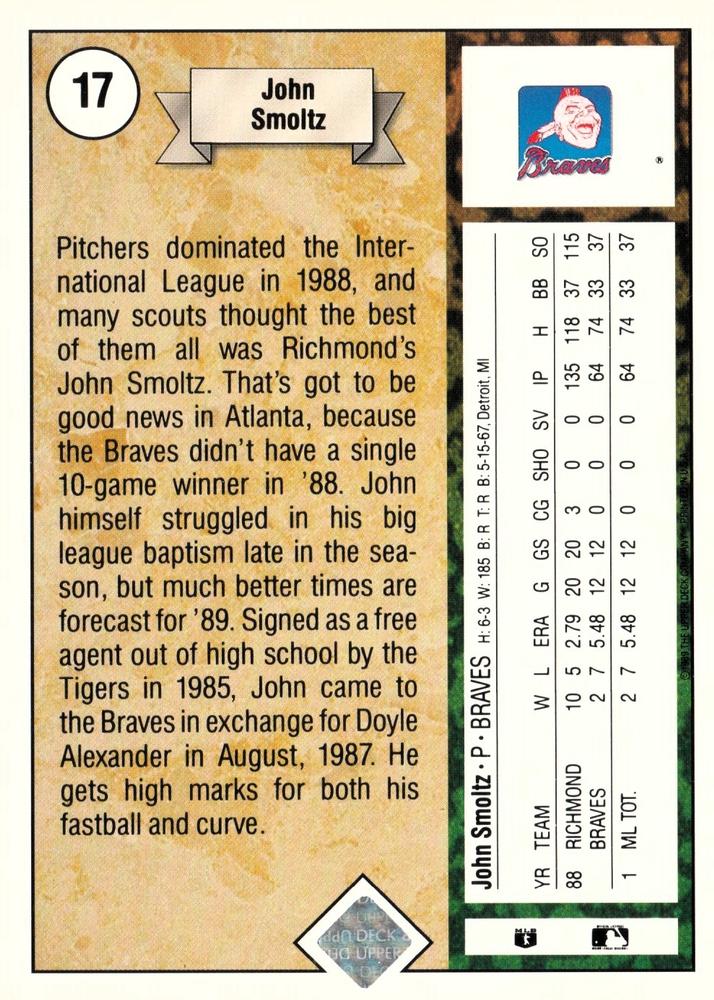 17
John
Smoltz
Pitchers dominated the Inter-
national League in 1988, and
many scouts thought the best
of them all was Richmond's
John Smoltz. That's got to be
good news in Atlanta, because
the Braves didn't have a single
10-game winner in '88. John
himself struggled in his big
league baptism late in the sea-
son, but much better times are
forecast for '89. Signed as a free
agent out of high school by the
Tigers in 1985, John came to
the Braves in exchange for Doyle
Alexander in August, 1987. He
gets high marks for both his
fastball and curve.
Braves
®
John Smoltz • P • BRAVES H: 6-3 W: 185 B: R T: R B: 5-15-67, Detroit, MI
YR TEAM W L ERA G GS CG SHO SV IP H BB SO
88 RICHMOND 10 5 2.79 20 20 3 0 0 135 118 37 115
BRAVES 2 7 5.48 12 12 0 0 0 64 74 33 37
1 ML TOT. 2 7 5.48 12 12 0 0 0 64 74 33 37
© 1989 THE UPPER DECK COMPANY
UPPER DECK